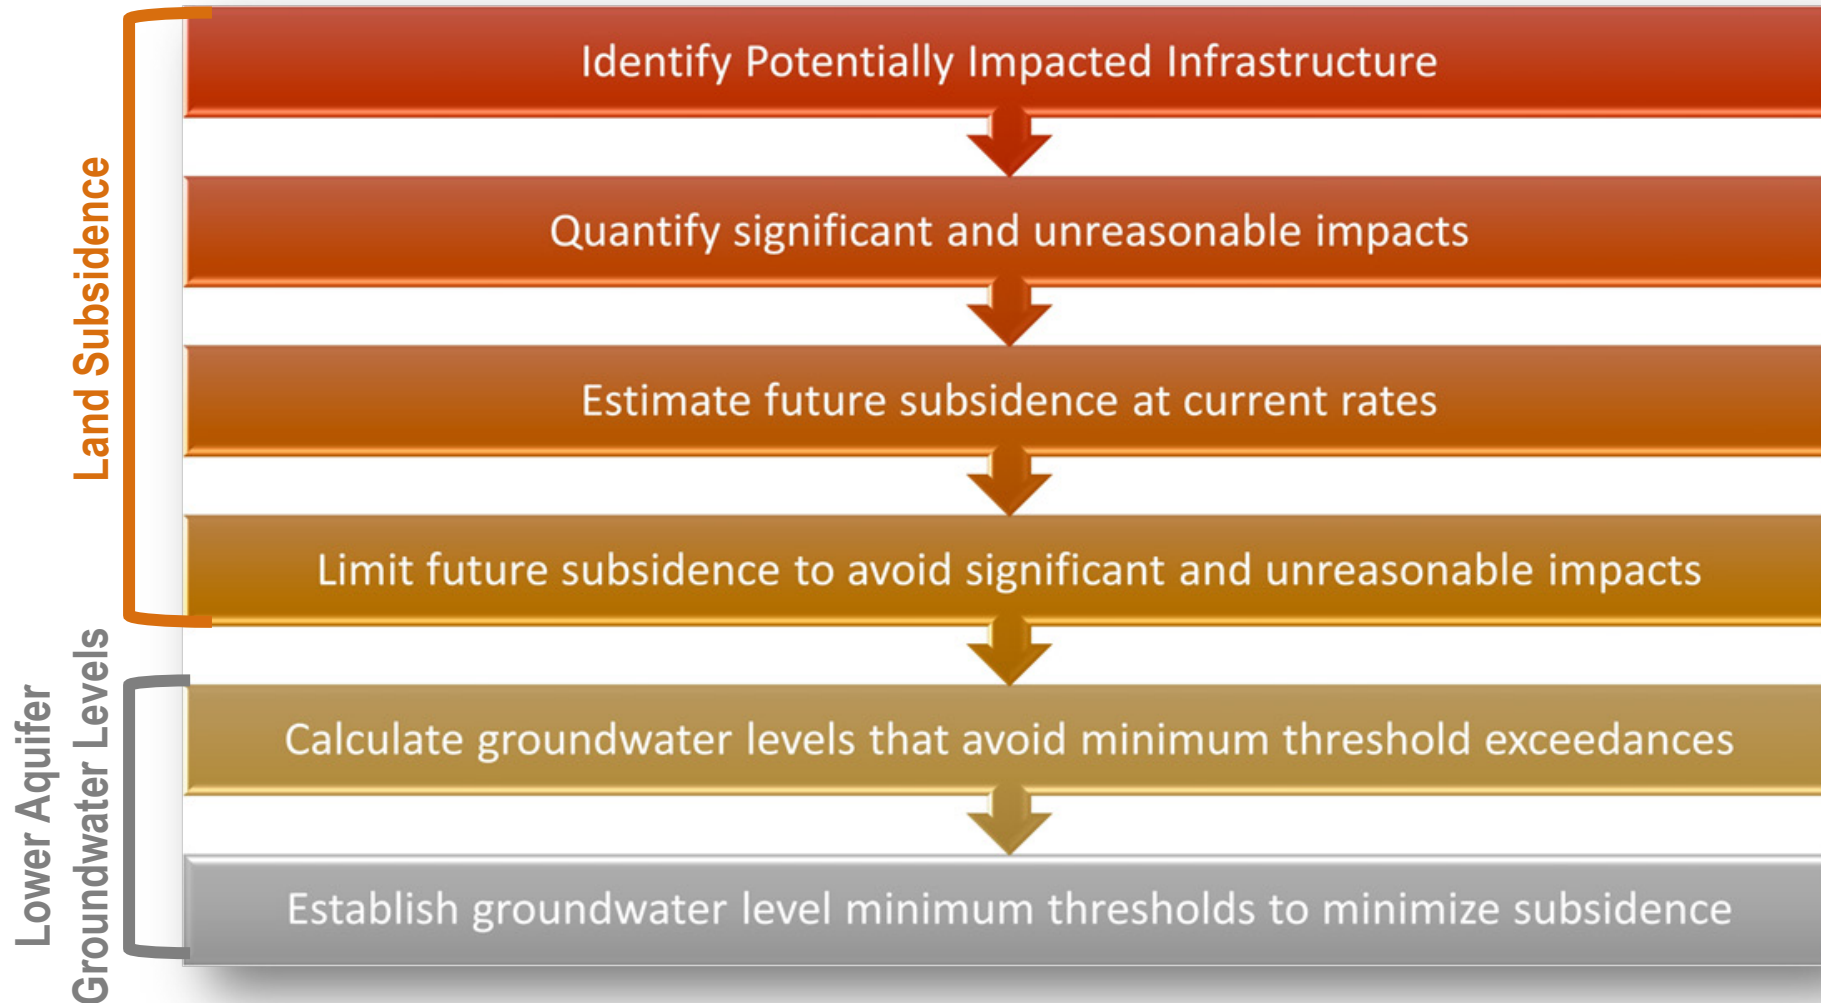 Land Subsidence
Identify Potentially Impacted Infrastructure
Quantify significant and unreasonable impacts
Estimate future subsidence at current rates
Limit future subsidence to avoid significant and unreasonable impacts
Lower Aquifer
Groundwater Levels
Calculate groundwater levels that avoid minimum threshold exceedances
Establish groundwater level minimum thresholds to minimize subsidence